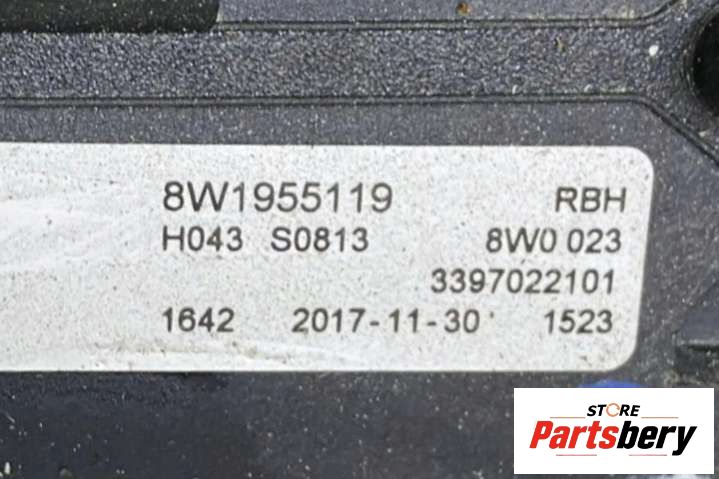 8W1955119 RBH
H043 S0813 8W0 023
3397022101
1642 2017-11-30 1523
STORE
Partsbery